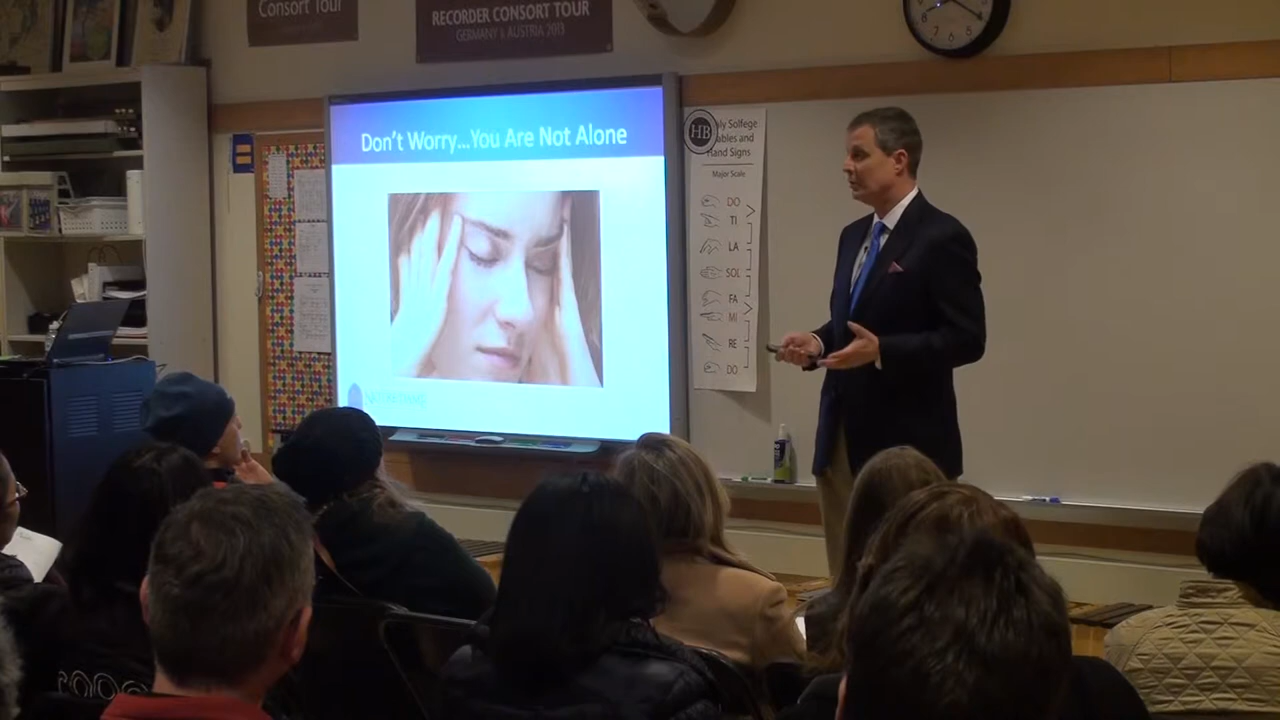 Consort Tour
RECORDER CONSORT TOUR
GERMANY & AUSTRIA 2013
Don't Worry...You Are Not Alone
HB
Solfege
and
Hand Signs
Major Scale
DO
TI
LA
SOL
FA
MI
RE
DO